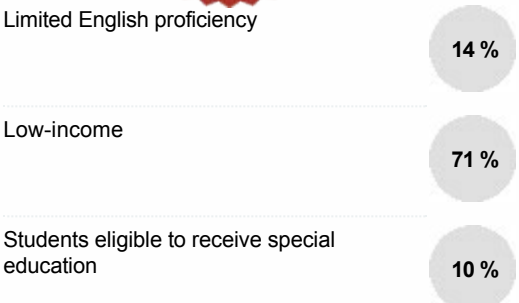 Limited English proficiency
14 %
Low-income
71 %
Students eligible to receive special
education
10 %